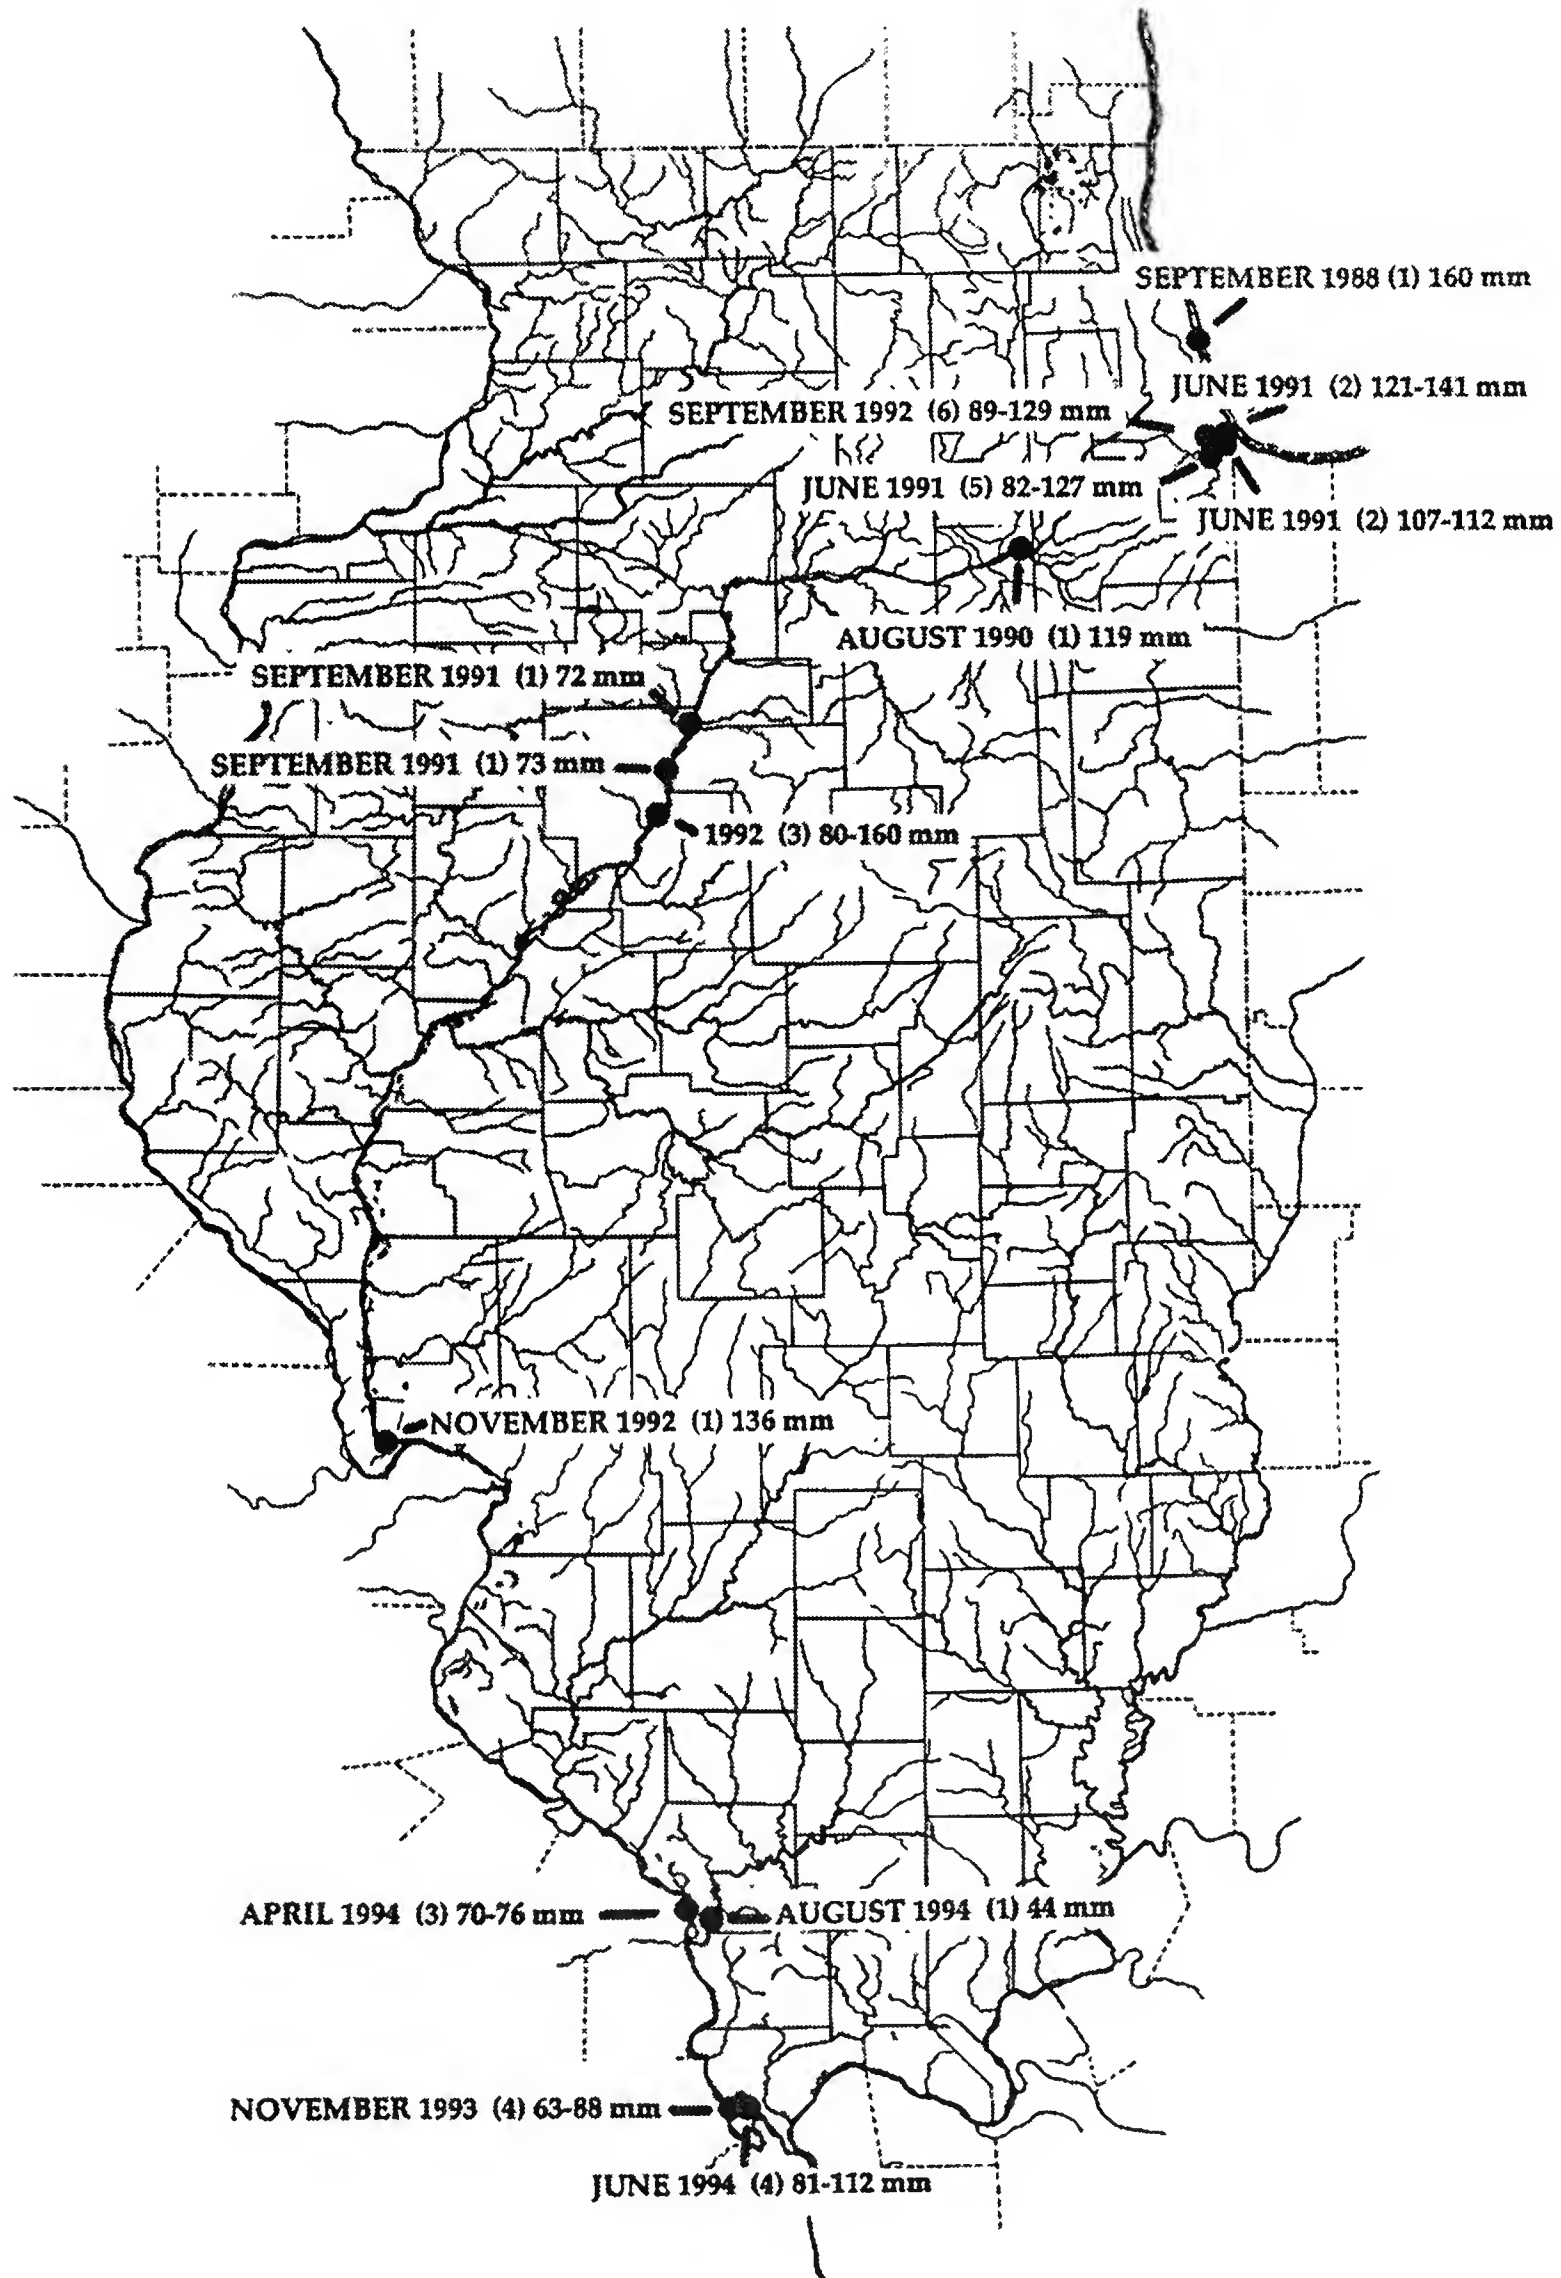 SEPTEMBER 1988 (1) 160 mm
JUNE 1991 (2) 121-141 mm
SEPTEMBER 1992 (6) 89-129 mm
JUNE 1991 (5) 82-127 mm
JUNE 1991 (2) 107-112 mm
AUGUST 1990 (1) 119 mm
SEPTEMBER 1991 (1) 72 mm
SEPTEMBER 1991 (1) 73 mm
1992 (3) 80-160 mm
NOVEMBER 1992 (1) 136 mm
APRIL 1994 (3) 70-76 mm
AUGUST 1994 (1) 44 mm
NOVEMBER 1993 (4) 63-88 mm
JUNE 1994 (4) 81-112 mm